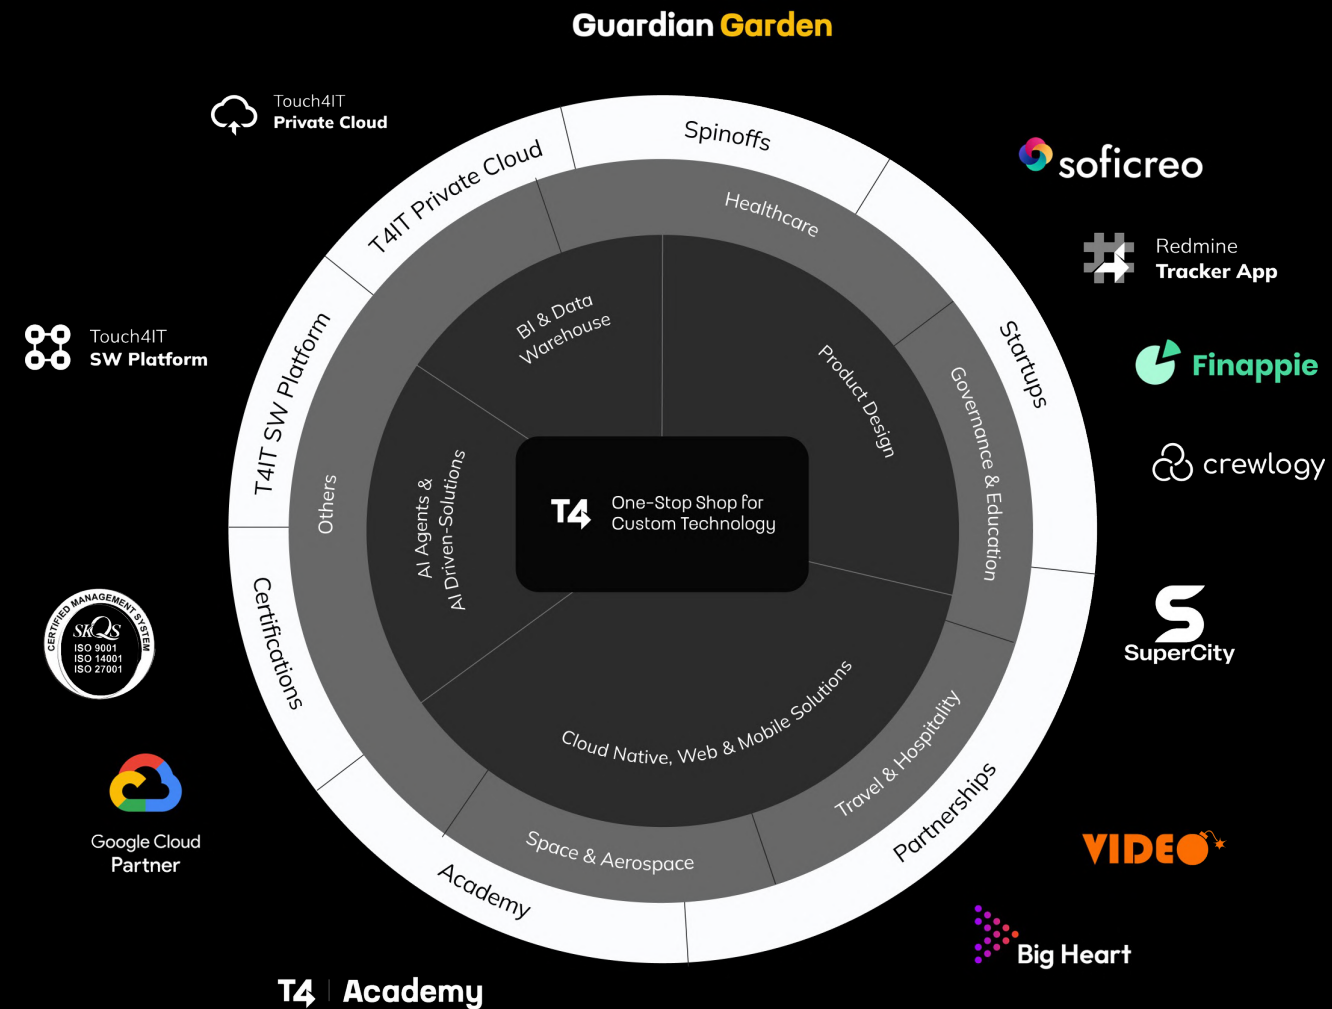 Guardian Garden
Touch4IT
Private Cloud
Touch4IT
SW Platform
CERTIFIED MANAGEMENT SYSTEM
SKQS
ISO 9001
ISO 14001
ISO 27001
Google Cloud
Partner
T4 | Academy
soficreo
Redmine
Tracker App
Finappie
crewlogy
SuperCity
VIDEO
Big Heart
Spinoffs
Startups
Partnerships
Academy
Certifications
T4IT SW Platform
T4IT Private Cloud
Healthcare
Governance & Education
Travel & Hospitality
Space & Aerospace
Others
BI & Data
Warehouse
Product Design
Cloud Native, Web & Mobile Solutions
AI Agents &
AI Driven-Solutions
T4
One-Stop Shop for
Custom Technology